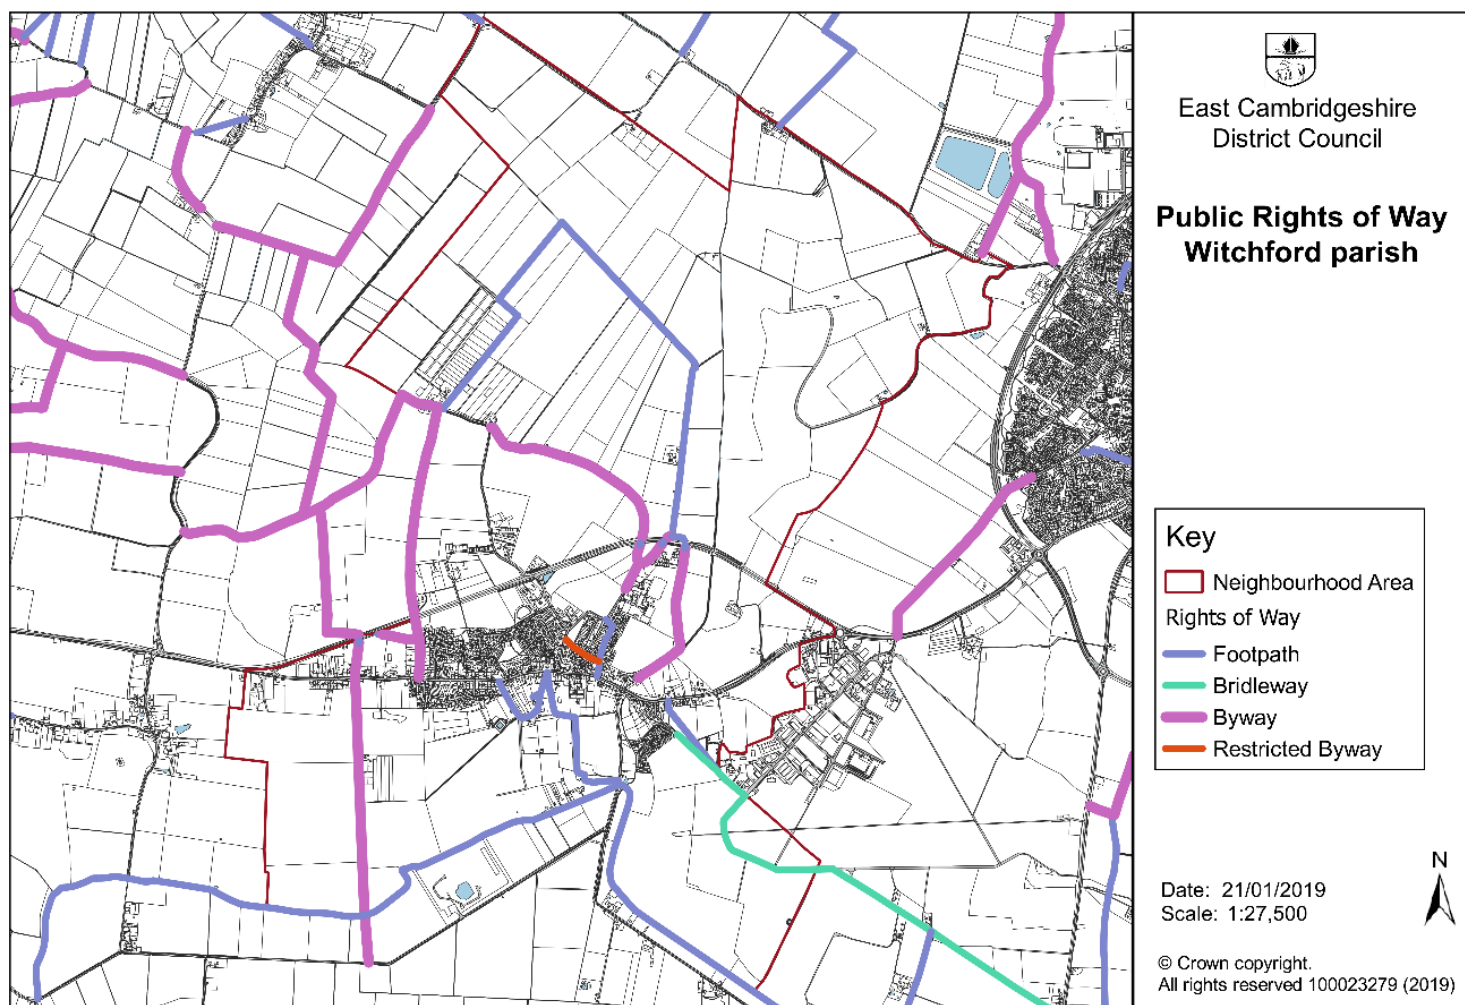 East Cambridgeshire
District Council
Public Rights of Way
Witchford parish
Key
Neighbourhood Area
Rights of Way
Footpath
Bridleway
Byway
Restricted Byway
N
Date: 21/01/2019
Scale: 1:27,500
© Crown copyright.
All rights reserved 100023279 (2019)